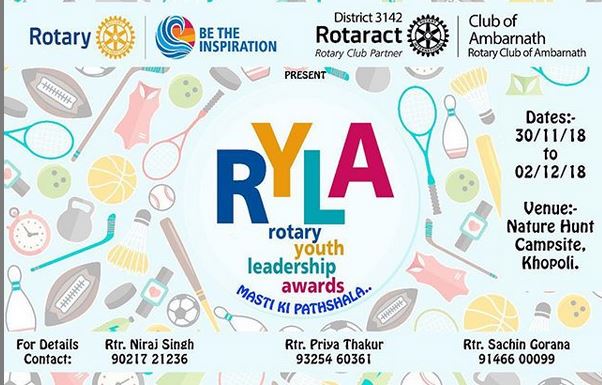 Rotary
BE THE
INSPIRATION
District 3142
Rotaract
Rotary Club Partner
Club of
Ambarnath
Rotary Club of Ambarnath
PRESENT
RYLA
rotary
youth
leadership
awards
MASTI KI PATHSHALA..
Dates:-
30/11/18
to
02/12/18
Venue:-
Nature Hunt
Campsite,
Khopoli.
For Details
Contact:
Rtr. Niraj Singh
90217 21236
Rtr. Priya Thakur
93254 60361
Rtr. Sachin Gorana
91466 00099